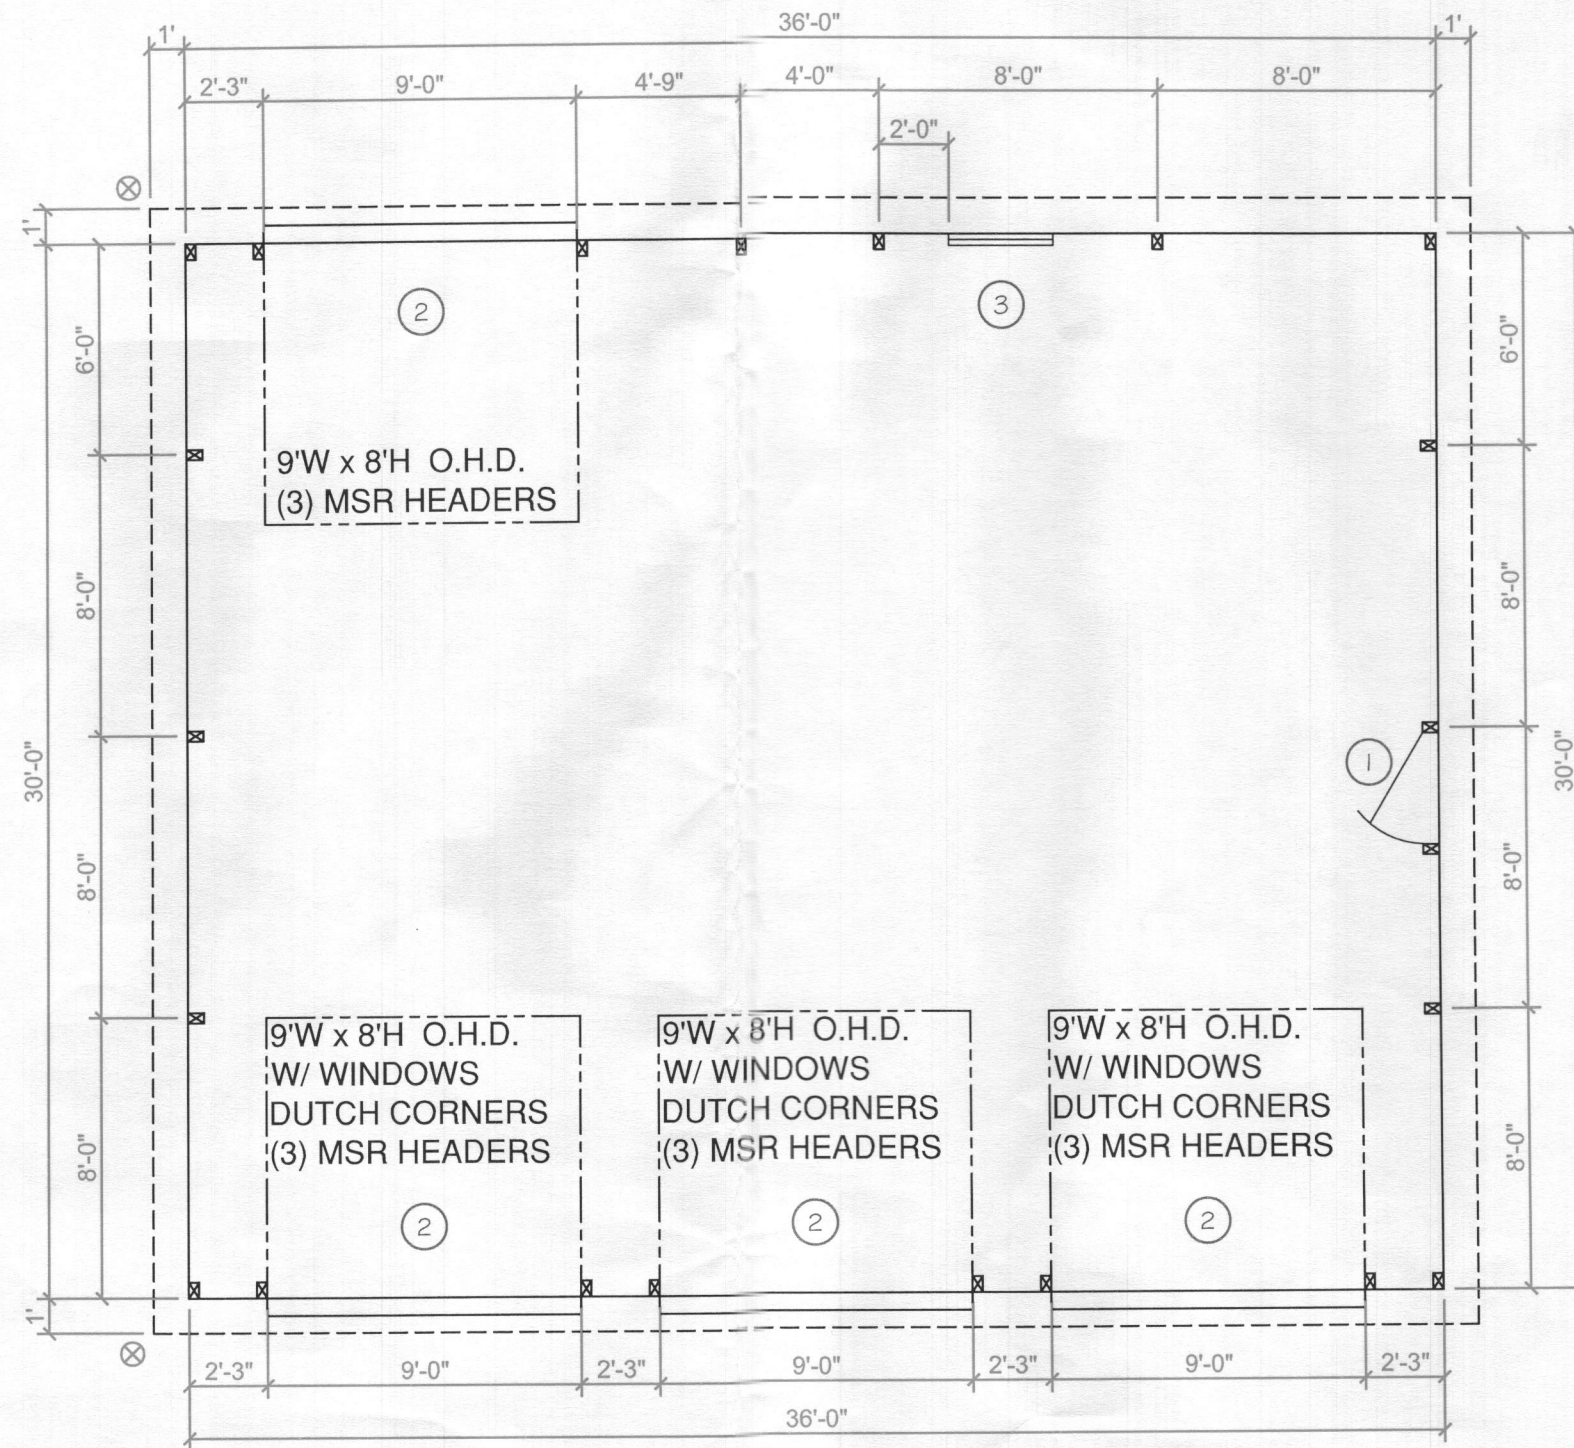 36'-0"
1'
1'
2'-3"
9'-0"
4'-9"
4'-0"
8'-0"
8'-0"
2'-0"
1'
2
3
6'-0"
6'-0"
9'W x 8'H O.H.D.
(3) MSR HEADERS
8'-0"
8'-0"
30'-0"
30'-0"
1
8'-0"
8'-0"
9'W x 8'H O.H.D.
W/ WINDOWS
DUTCH CORNERS
(3) MSR HEADERS
9'W x 8'H O.H.D.
W/ WINDOWS
DUTCH CORNERS
(3) MSR HEADERS
9'W x 8'H O.H.D.
W/ WINDOWS
DUTCH CORNERS
(3) MSR HEADERS
8'-0"
8'-0"
2
2
2
1'
2'-3"
9'-0"
2'-3"
9'-0"
2'-3"
9'-0"
2'-3"
36'-0"